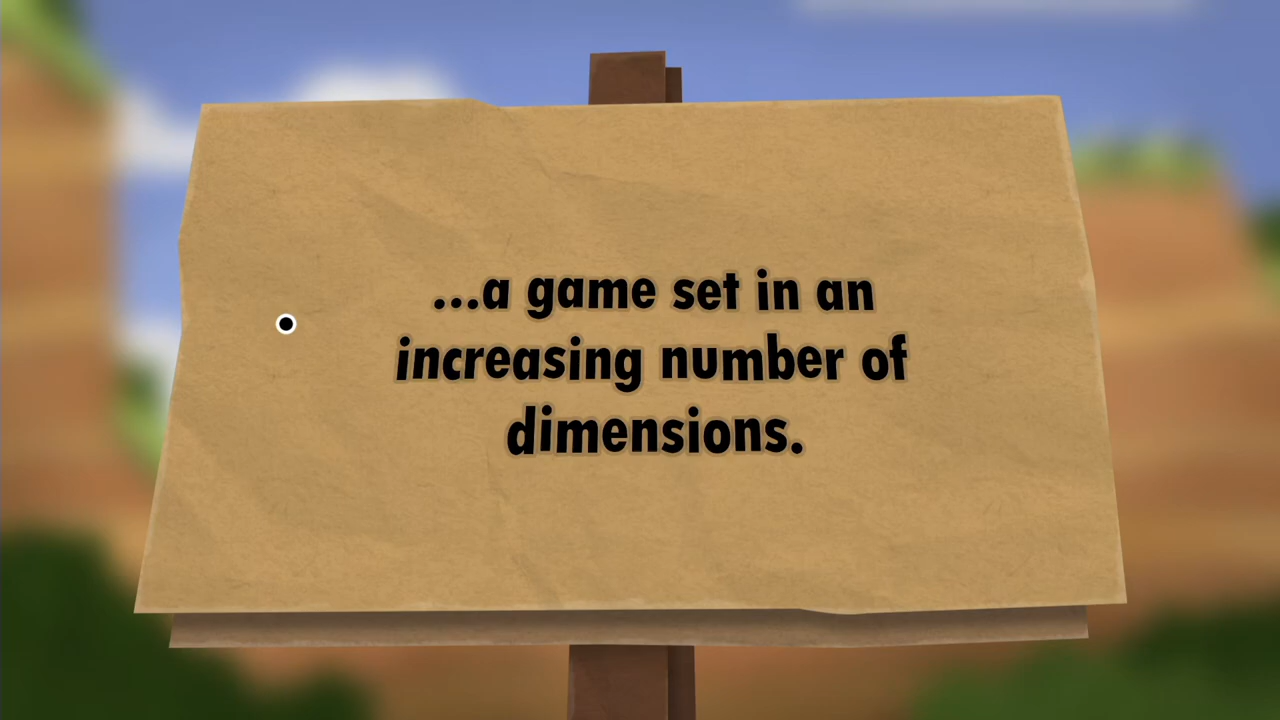 ...a game set in an
increasing number of
dimensions.